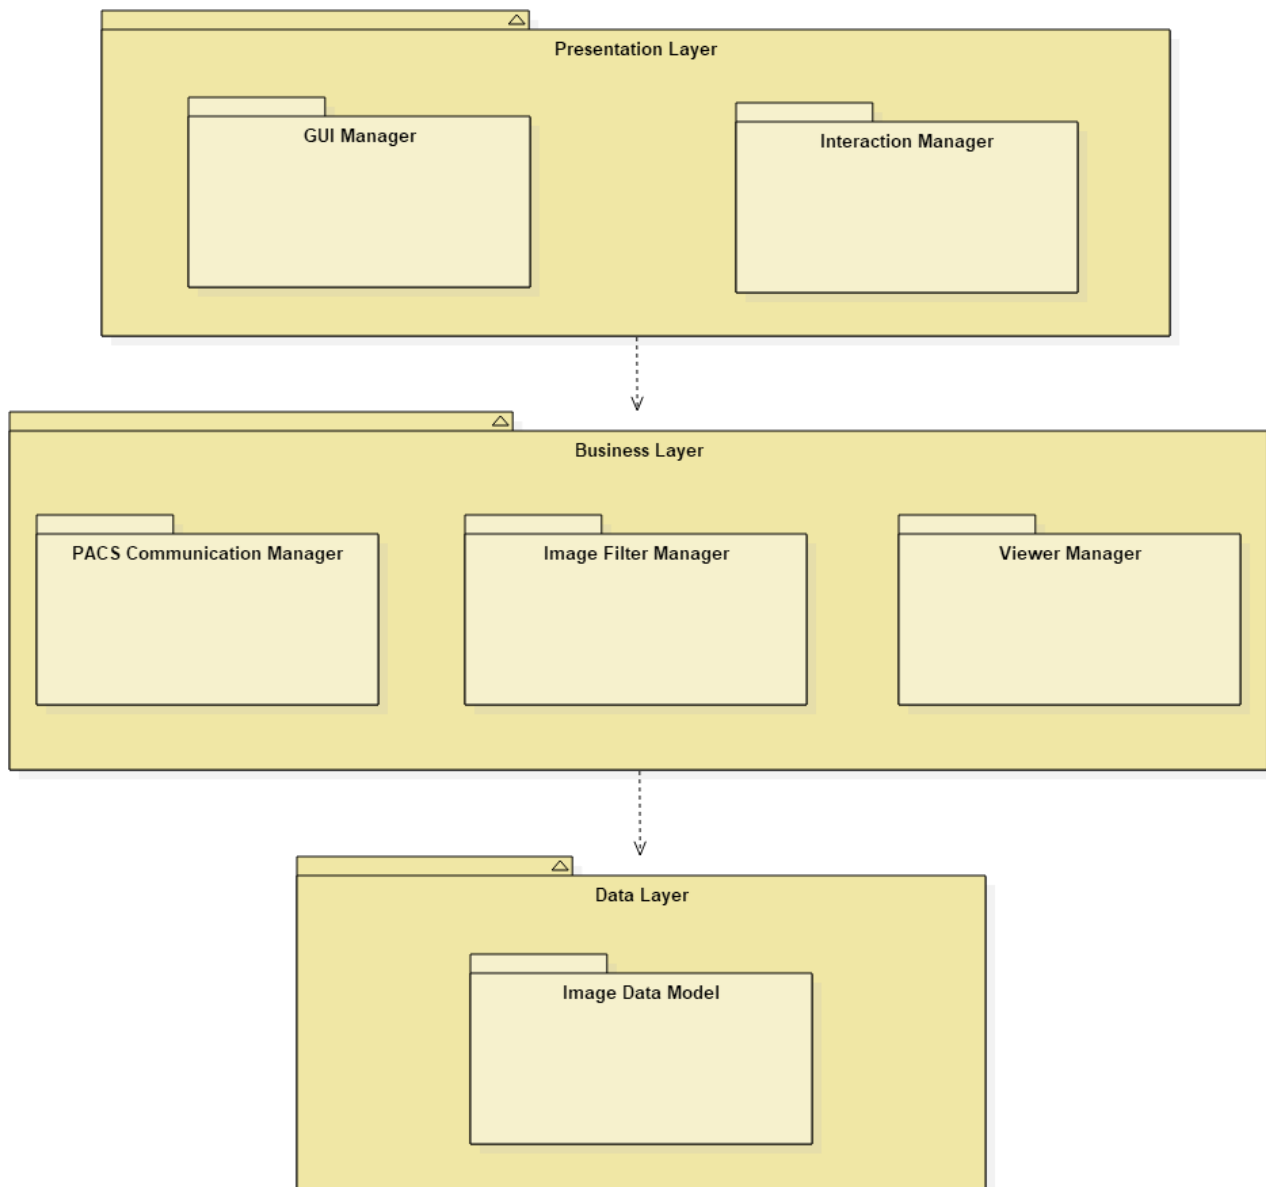 Presentation Layer
GUI Manager
Interaction Manager
Business Layer
PACS Communication Manager
Image Filter Manager
Viewer Manager
Data Layer
Image Data Model